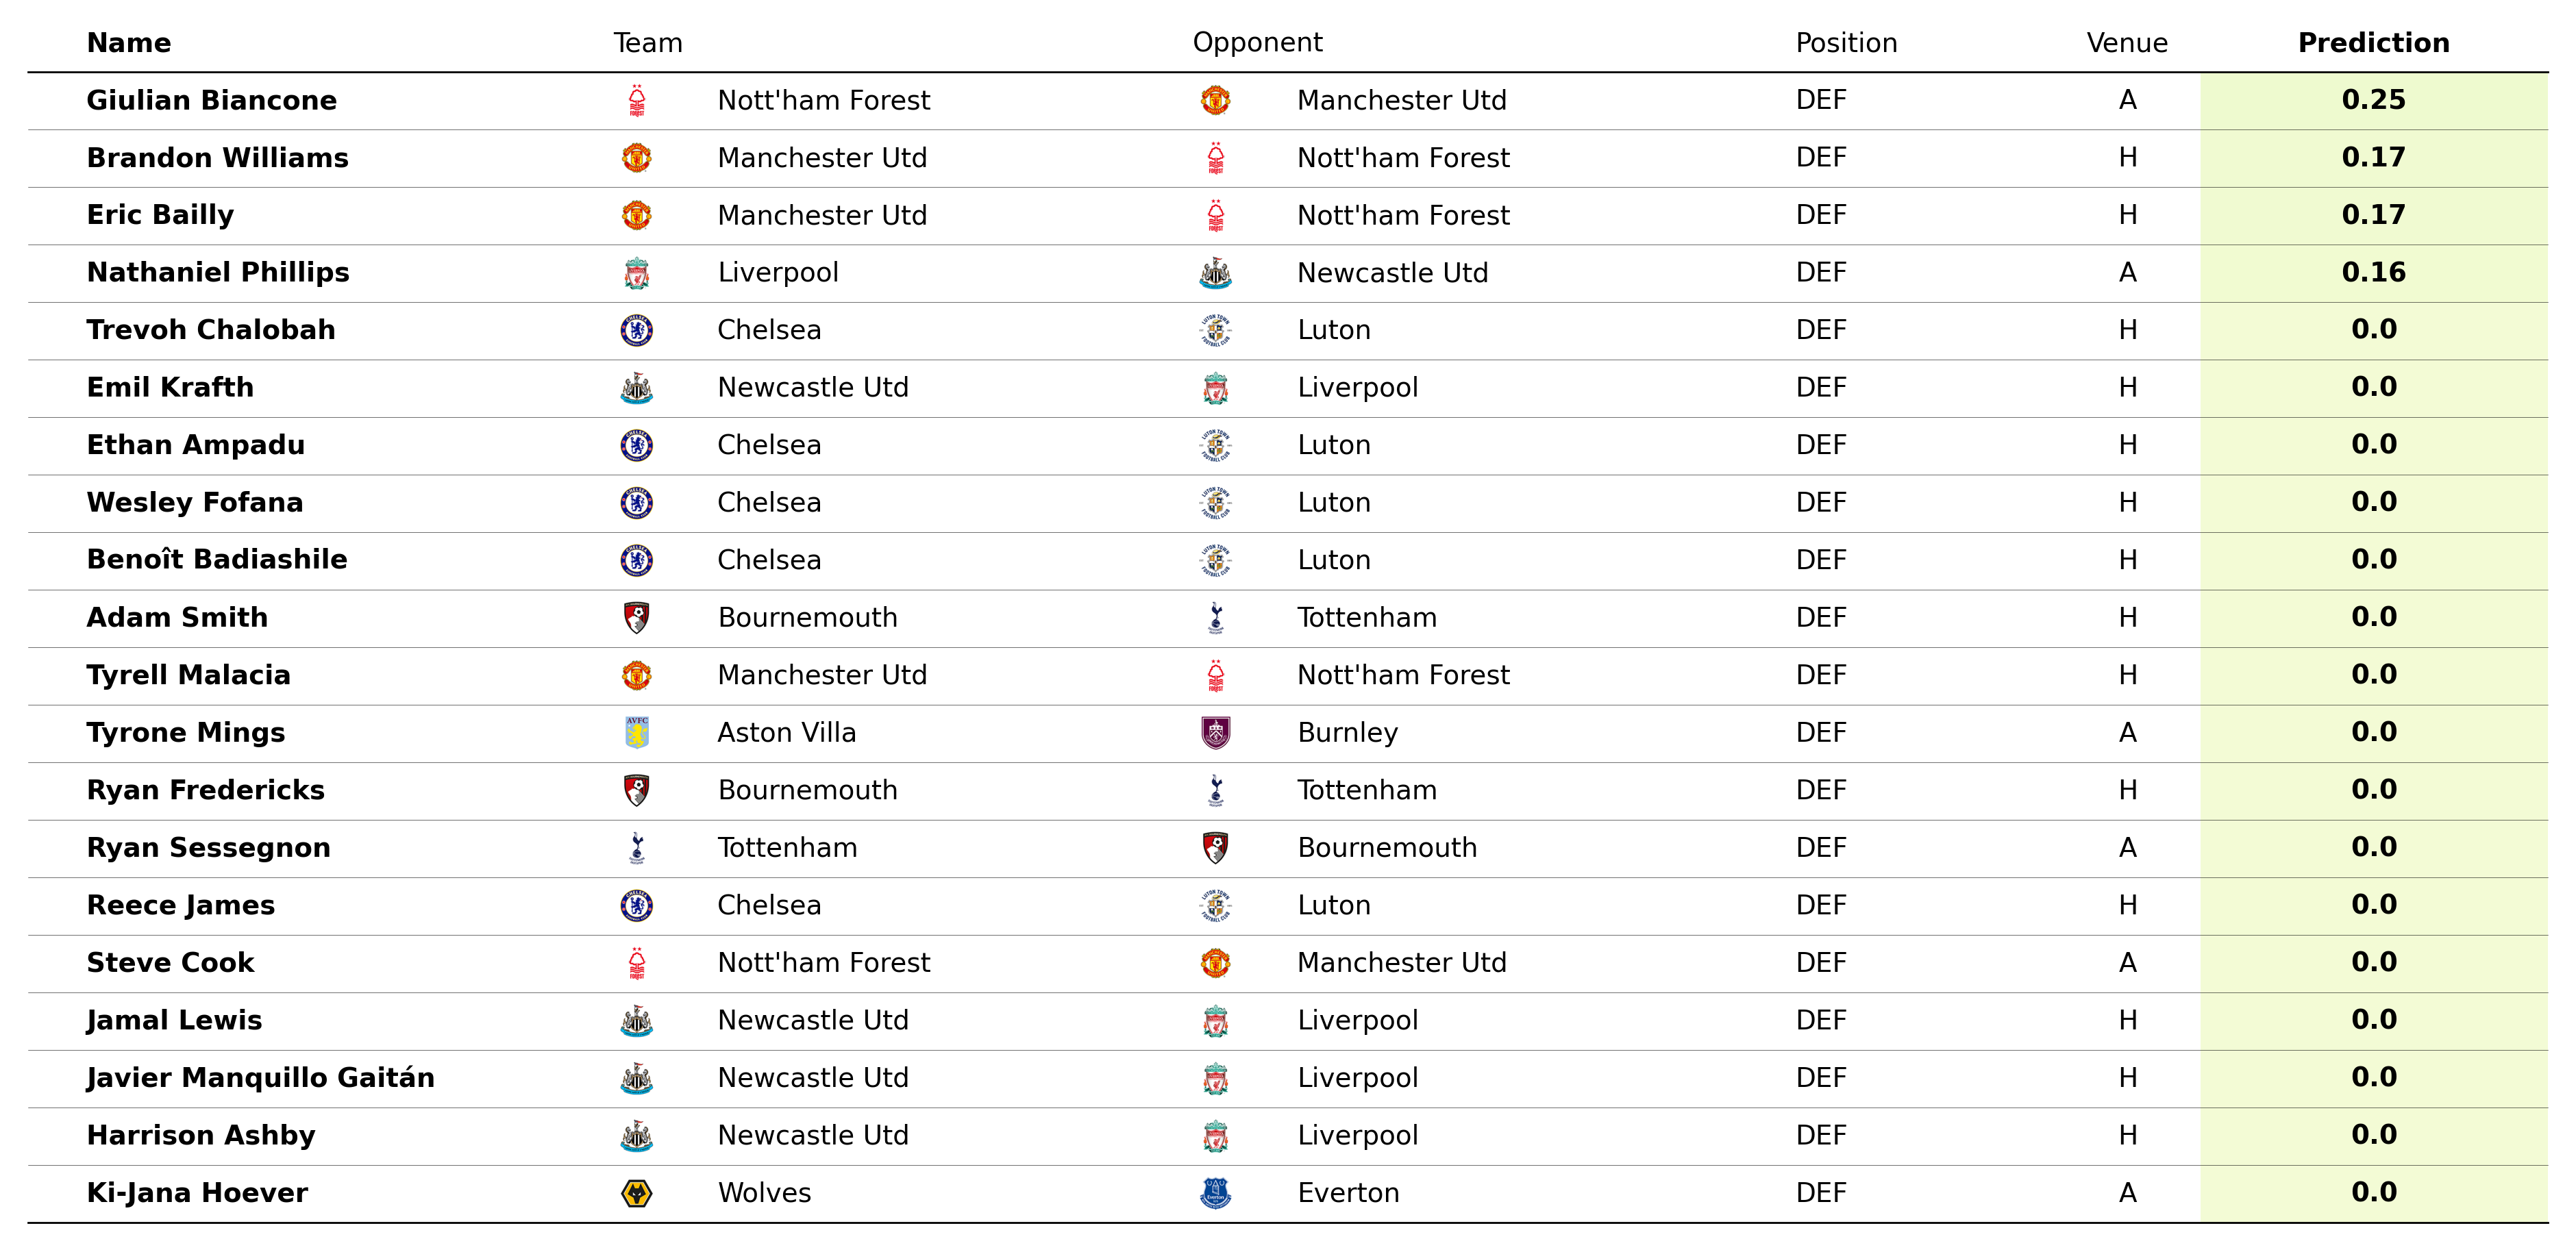 Name Team Opponent Position Venue Prediction
Giulian Biancone Nott'ham Forest Manchester Utd DEF A 0.25
Brandon Williams Manchester Utd Nott'ham Forest DEF H 0.17
Eric Bailly Manchester Utd Nott'ham Forest DEF H 0.17
Nathaniel Phillips Liverpool Newcastle Utd DEF A 0.16
Trevoh Chalobah Chelsea Luton DEF H 0.0
Emil Krafth Newcastle Utd Liverpool DEF H 0.0
Ethan Ampadu Chelsea Luton DEF H 0.0
Wesley Fofana Chelsea Luton DEF H 0.0
Benoît Badiashile Chelsea Luton DEF H 0.0
Adam Smith Bournemouth Tottenham DEF H 0.0
Tyrell Malacia Manchester Utd Nott'ham Forest DEF H 0.0
Tyrone Mings Aston Villa Burnley DEF A 0.0
Ryan Fredericks Bournemouth Tottenham DEF H 0.0
Ryan Sessegnon Tottenham Bournemouth DEF A 0.0
Reece James Chelsea Luton DEF H 0.0
Steve Cook Nott'ham Forest Manchester Utd DEF A 0.0
Jamal Lewis Newcastle Utd Liverpool DEF H 0.0
Javier Manquillo Gaitán Newcastle Utd Liverpool DEF H 0.0
Harrison Ashby Newcastle Utd Liverpool DEF H 0.0
Ki-Jana Hoever Wolves Everton DEF A 0.0